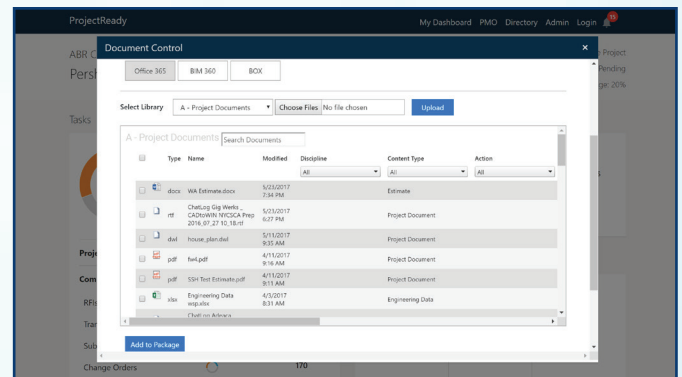 ProjectReady
My Dashboard PMO Directory Admin Login
Document Control
×
Office 365 BIM 360 BOX
Select Library A - Project Documents Choose Files No file chosen Upload
A - Project Documents Search Documents
Type Name Modified Discipline Content Type Action
All All All
docx WA Estimate.docx 5/23/2017 7:34 PM Estimate
rtf ChatLog Gig Werks _ CADtoWIN NYCSCA Prep 2016_07_27 10_18.rtf 5/23/2017 6:27 PM Project Document
dwl house_plan.dwl 5/11/2017 9:35 AM Project Document
pdf fwl.pdf 4/11/2017 9:16 AM Project Document
pdf SSH Test Estimate.pdf 4/11/2017 9:11 AM Project Document
xlsx Engineering Data wsp.xlsx 4/3/2017 8:31 AM Engineering Data
Add to Package
ABR C
Persh
Project
Pending
ge: 20%
Tasks
Proje
Com
RFIs
Tran
Sub
Change Orders 170